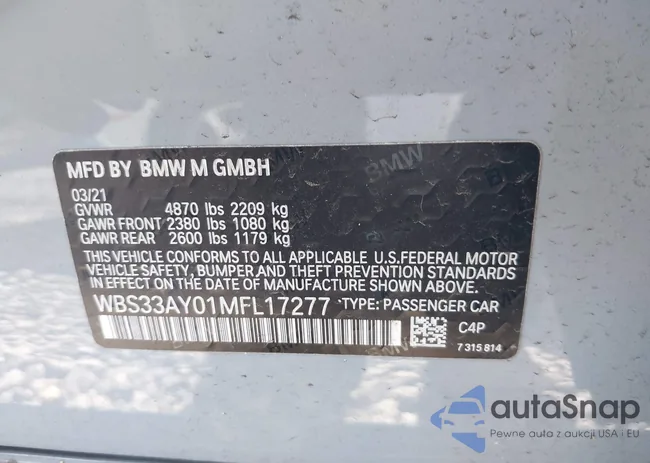 MFD BY BMW M GMBH
03/21
GVWR 4870 lbs 2209 kg
GAWR FRONT 2380 lbs 1080 kg
GAWR REAR 2600 lbs 1179 kg
THIS VEHICLE CONFORMS TO ALL APPLICABLE U.S.FEDERAL MOTOR
VEHICLE SAFETY, BUMPER, AND THEFT PREVENTION
STANDARDS IN EFFECT ON THE DATE OF MANUFACTURE SHOWN ABOVE.
WBS33AY01MFL17277 TYPE: PASSENGER CAR
C4P
7 315 814
BMW
BMW
autaSnap
Pewne auta z aukcji USA · EU